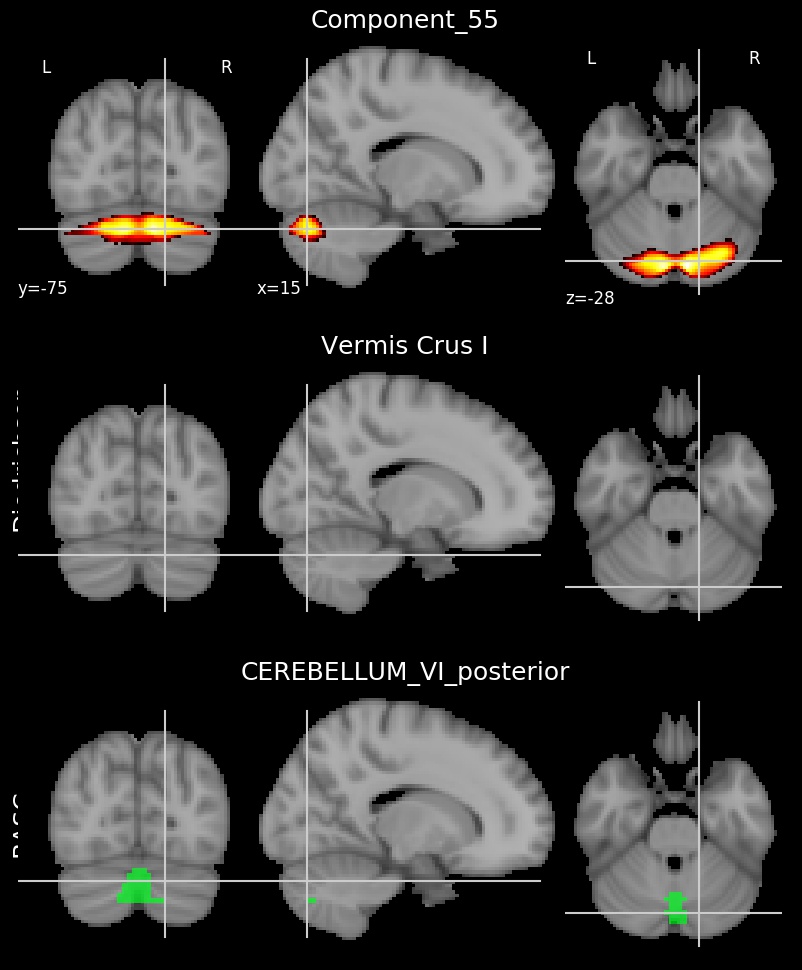 Component_55
L R
L R
y=-75
x=15
z=-28
Vermis Crus I
CEREBELLUM_VI_posterior